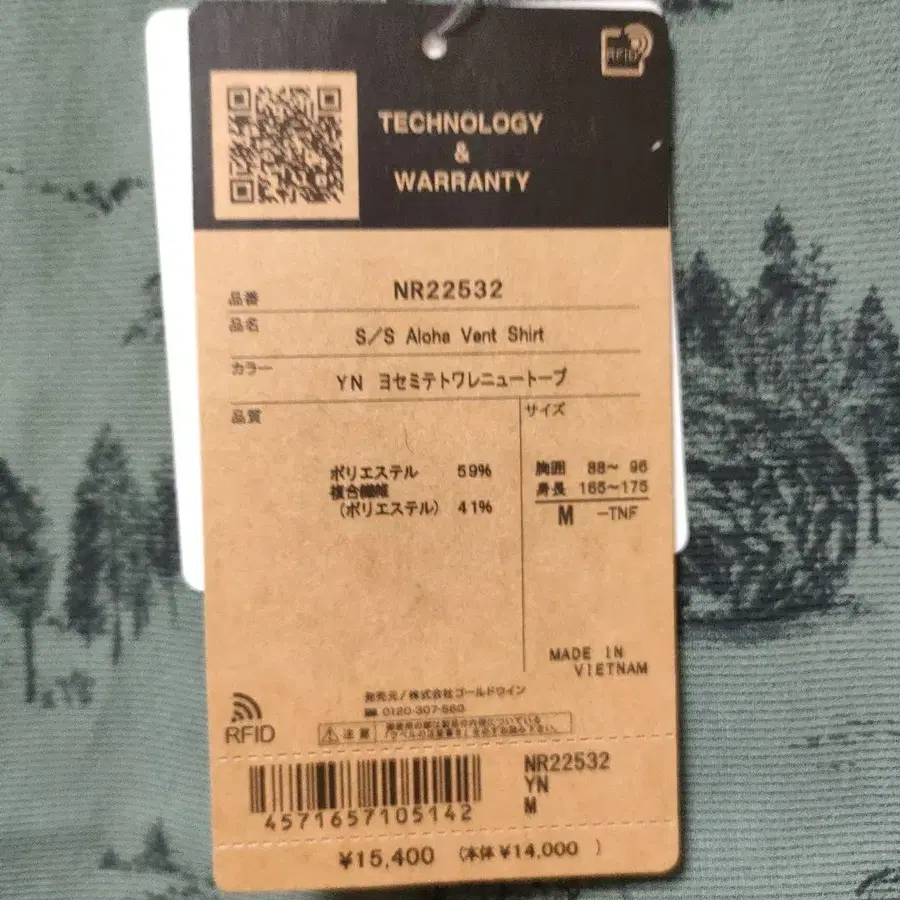 RFID
TECHNOLOGY
&
WARRANTY
品番 NR22532
品名 S/S Aloha Vent Shirt
カラー YN ヨセミテトワレニュートープ
品質
サイズ
ポリエステル 59%
複合繊維
(ポリエステル) 41%
胸囲 88~ 96
身長 165~175
M -TNF
MADE IN
VIETNAM
発売元/株式会社ゴールドウイン
0120-307-560
RFID
注意
NR22532
YN
M
4571657105142
¥15,400 (本体¥14,000 )